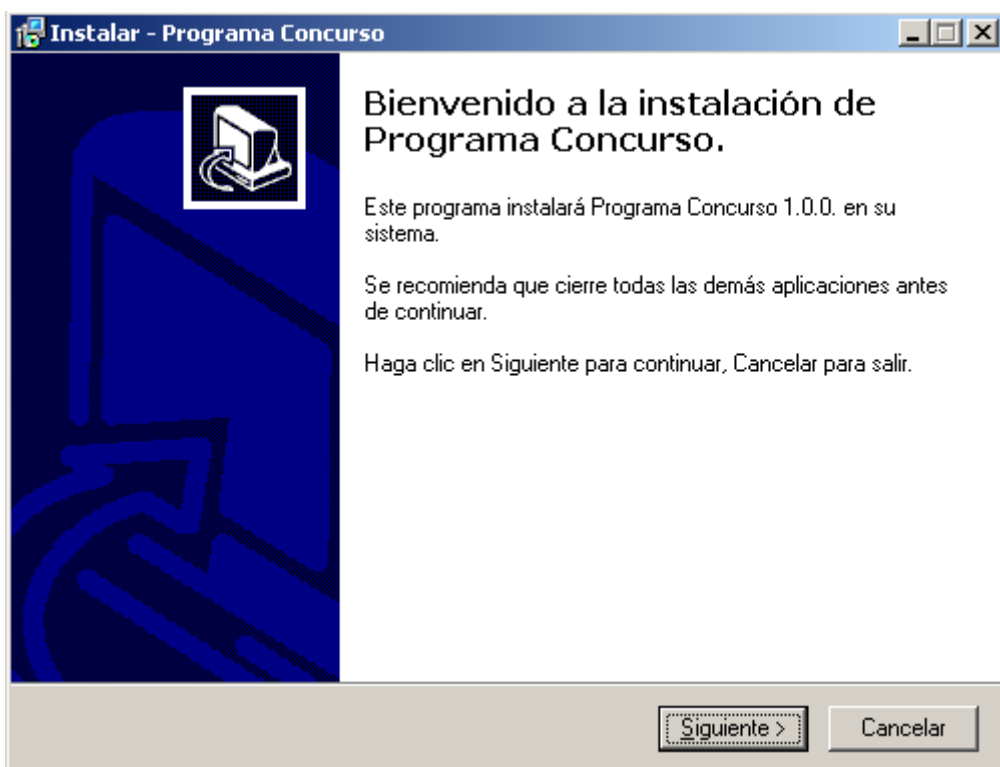 Instalar - Programa Concurso
Bienvenido a la instalación de
Programa Concurso.
Este programa instalará Programa Concurso 1.0.0. en su
sistema.
Se recomienda que cierre todas las demás aplicaciones antes
de continuar.
Haga clic en Siguiente para continuar, Cancelar para salir.
Siguiente >
Cancelar